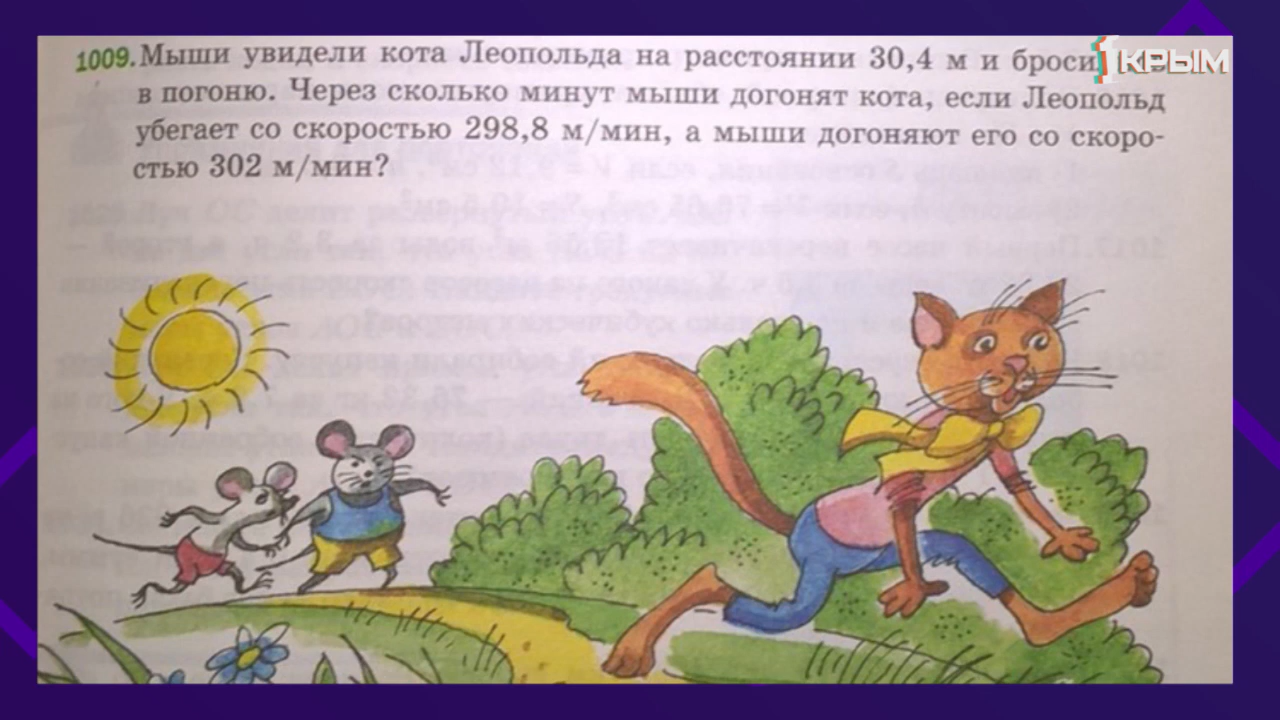 1009. Мыши увидели кота Леопольда на расстоянии 30,4 м и
в погоню. Через сколько минут мыши догонят кота, если Леопольд
убегает со скоростью 298,8 м/мин, а мыши догоняют его со скоро-
стью 302 м/мин?
1 КРЫМ